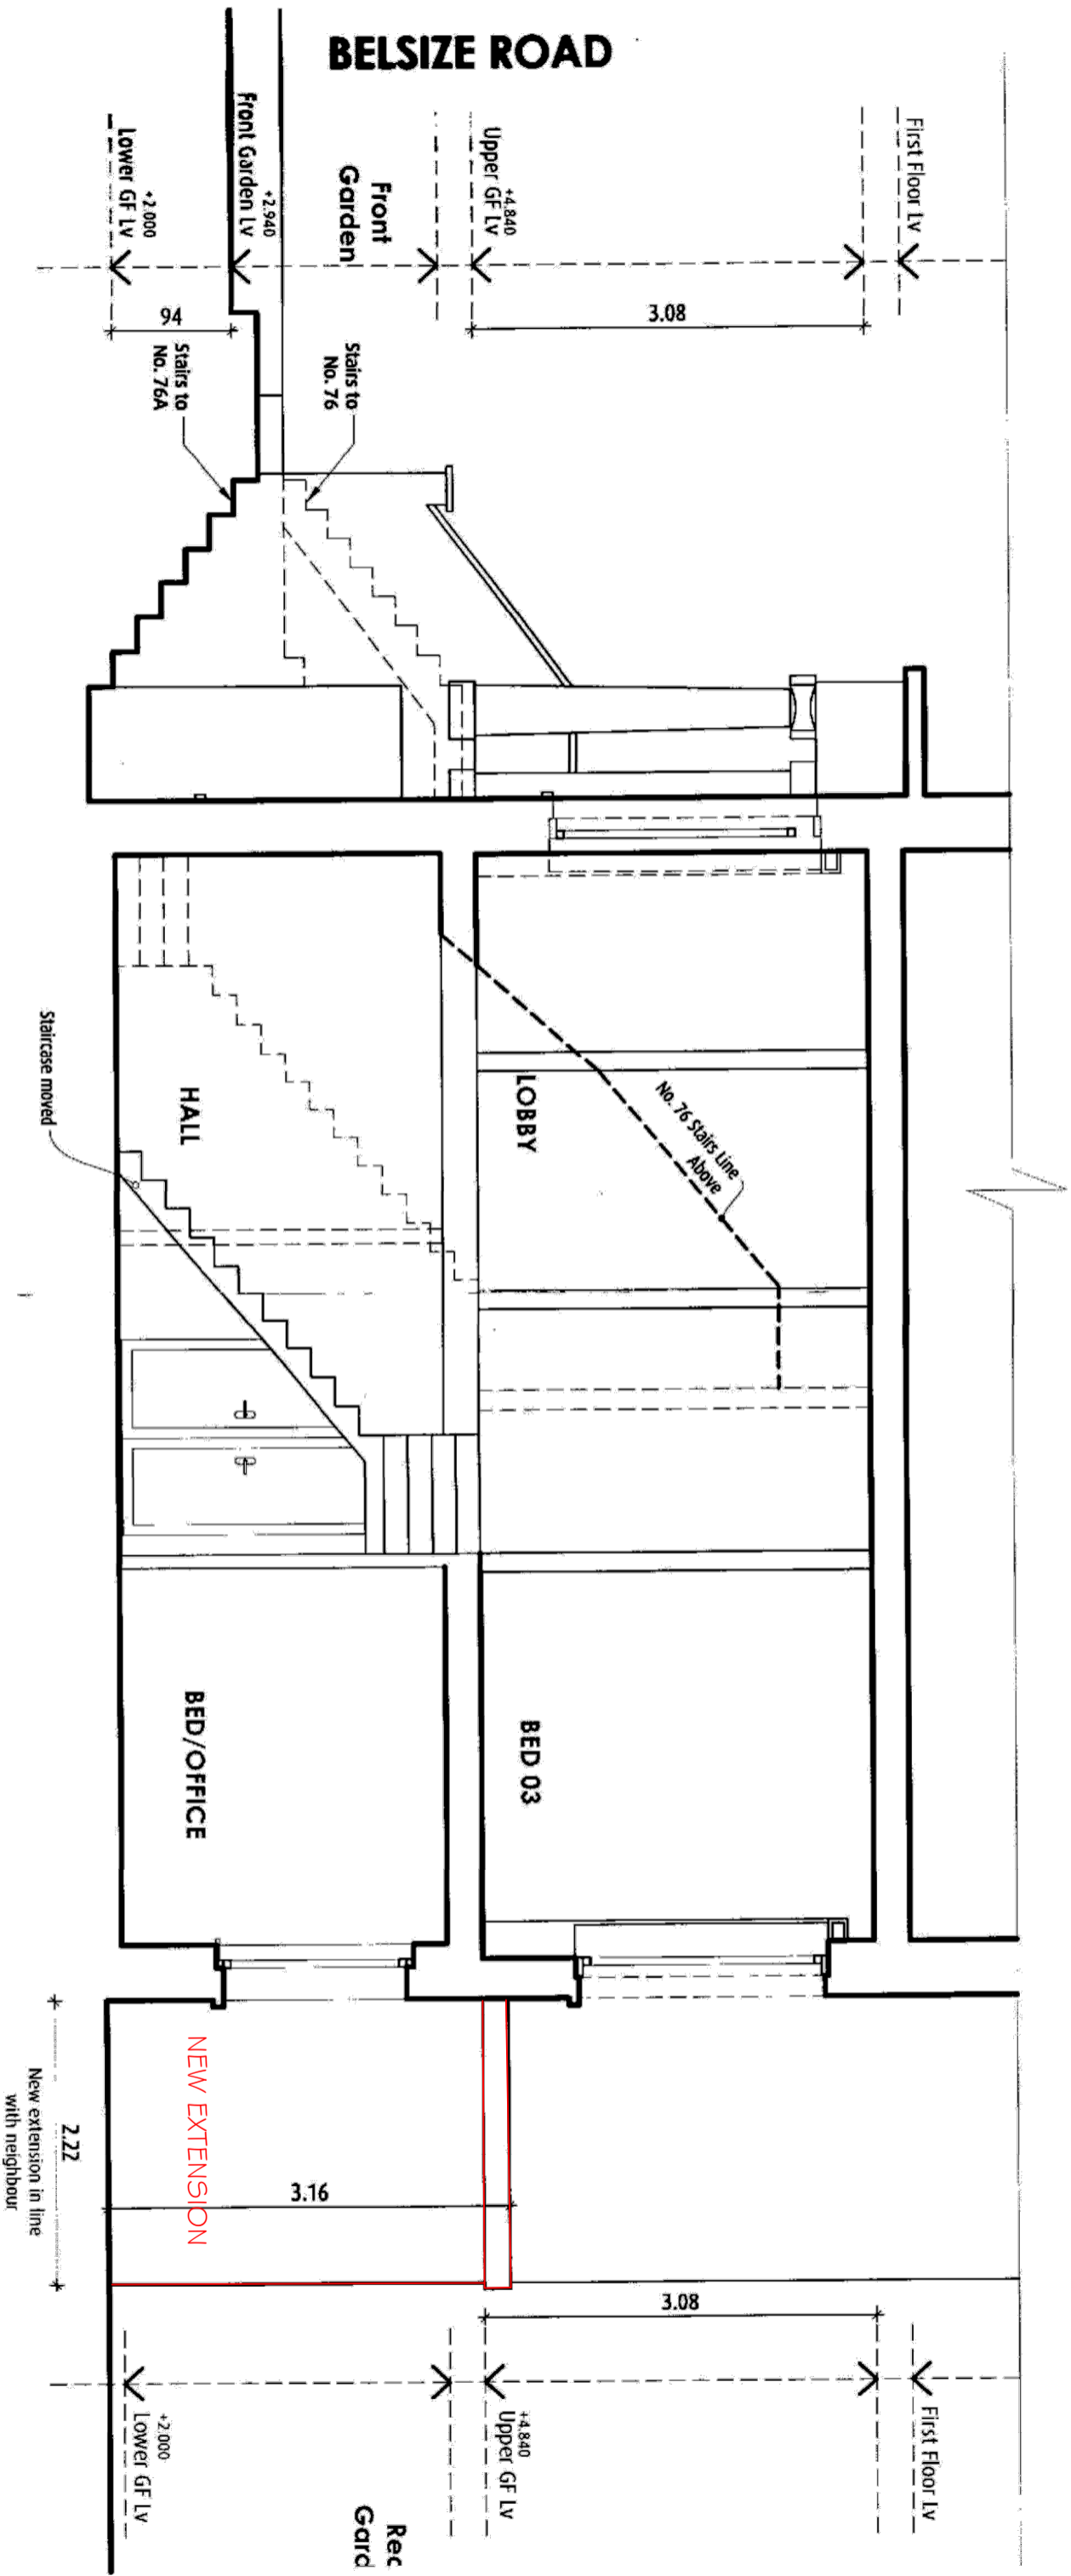 BELSIZE ROAD
First Floor Lv
+4.840
Upper GF Lv
Front
Garden
+2.940
Front Garden Lv
+2.000
Lower GF Lv
3.08
94
Stairs to
No. 76
Stairs to
No. 76A
No. 76 Stairs Line
Above
LOBBY
HALL
Staircase moved
BED 03
BED/OFFICE
NEW EXTENSION
3.16
2.22
New extension in line
with neighbour
3.08
First Floor Lv
+4.840
Upper GF Lv
+2.000
Lower GF Lv
Rec
Gard